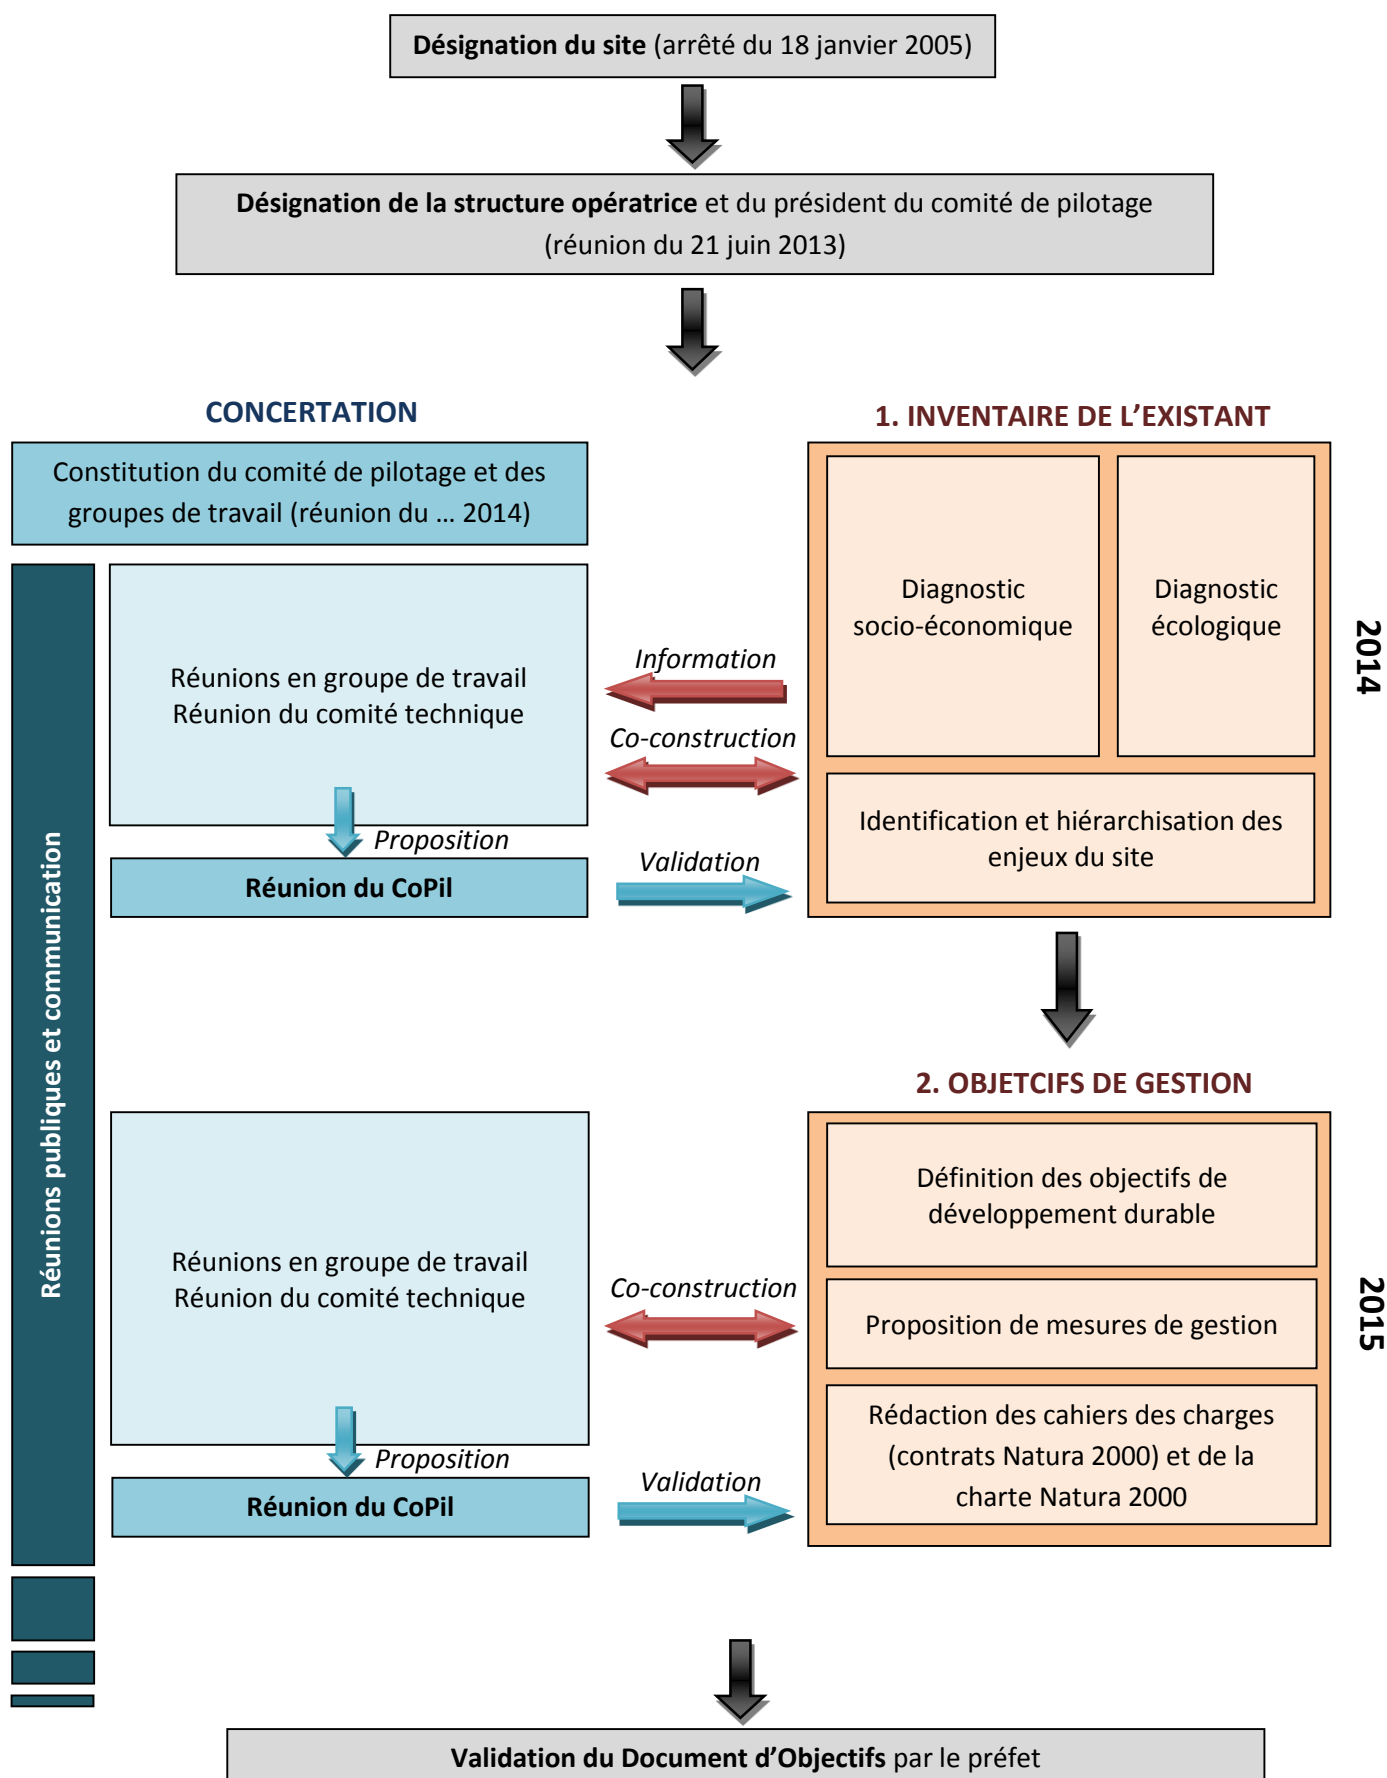 Désignation du site (arrêté du 18 janvier 2005)
Désignation de la structure opératrice et du président du comité de pilotage
(réunion du 21 juin 2013)
CONCERTATION
Constitution du comité de pilotage et des
groupes de travail (réunion du … 2014)
Réunions publiques et communication
Réunions en groupe de travail
Réunion du comité technique
Proposition
Réunion du CoPil
Information
Co-construction
Validation
1. INVENTAIRE DE L’EXISTANT
Diagnostic
socio-économique
Diagnostic
écologique
Identification et hiérarchisation des
enjeux du site
2014
2. OBJETCIFS DE GESTION
Réunions en groupe de travail
Réunion du comité technique
Proposition
Réunion du CoPil
Co-construction
Validation
Définition des objectifs de
développement durable
Proposition de mesures de gestion
Rédaction des cahiers des charges
(contrats Natura 2000) et de la
charte Natura 2000
2015
Validation du Document d’Objectifs par le préfet